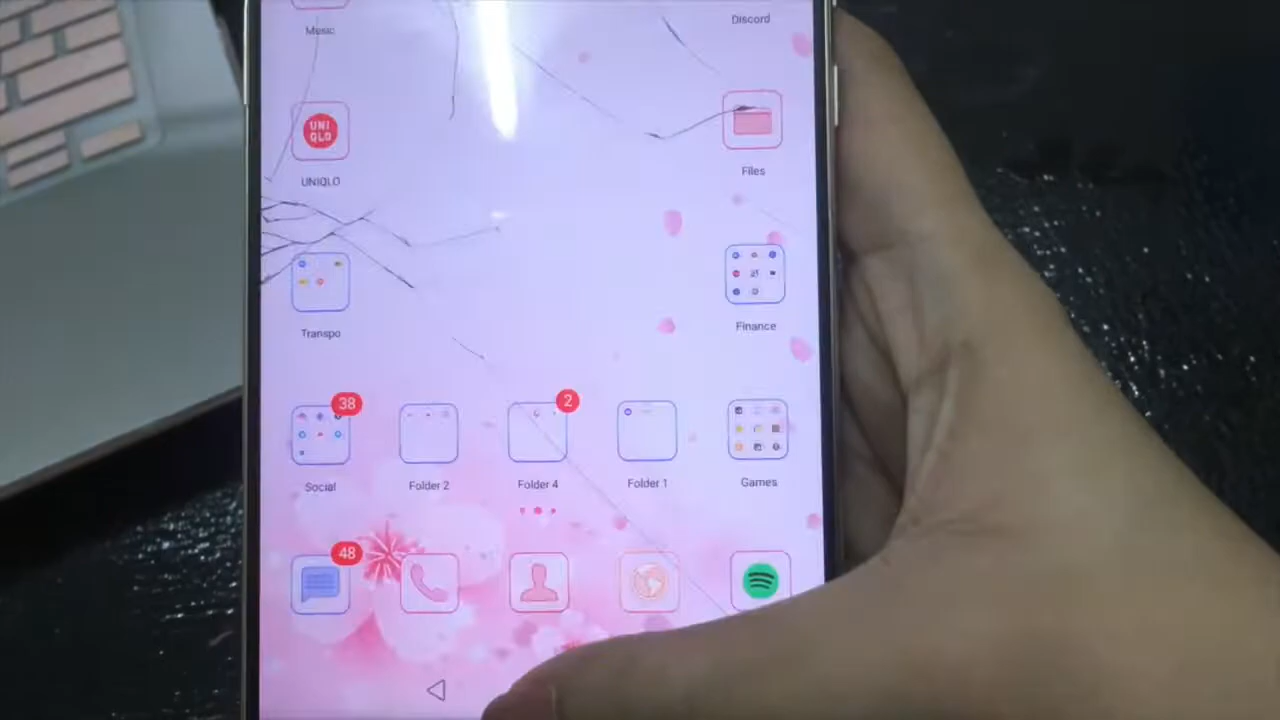 Music
Discord
UNI
QLO
UNIQLO
Files
Transpo
Finance
38
2
Social
Folder 2
Folder 4
Folder 1
Games
48